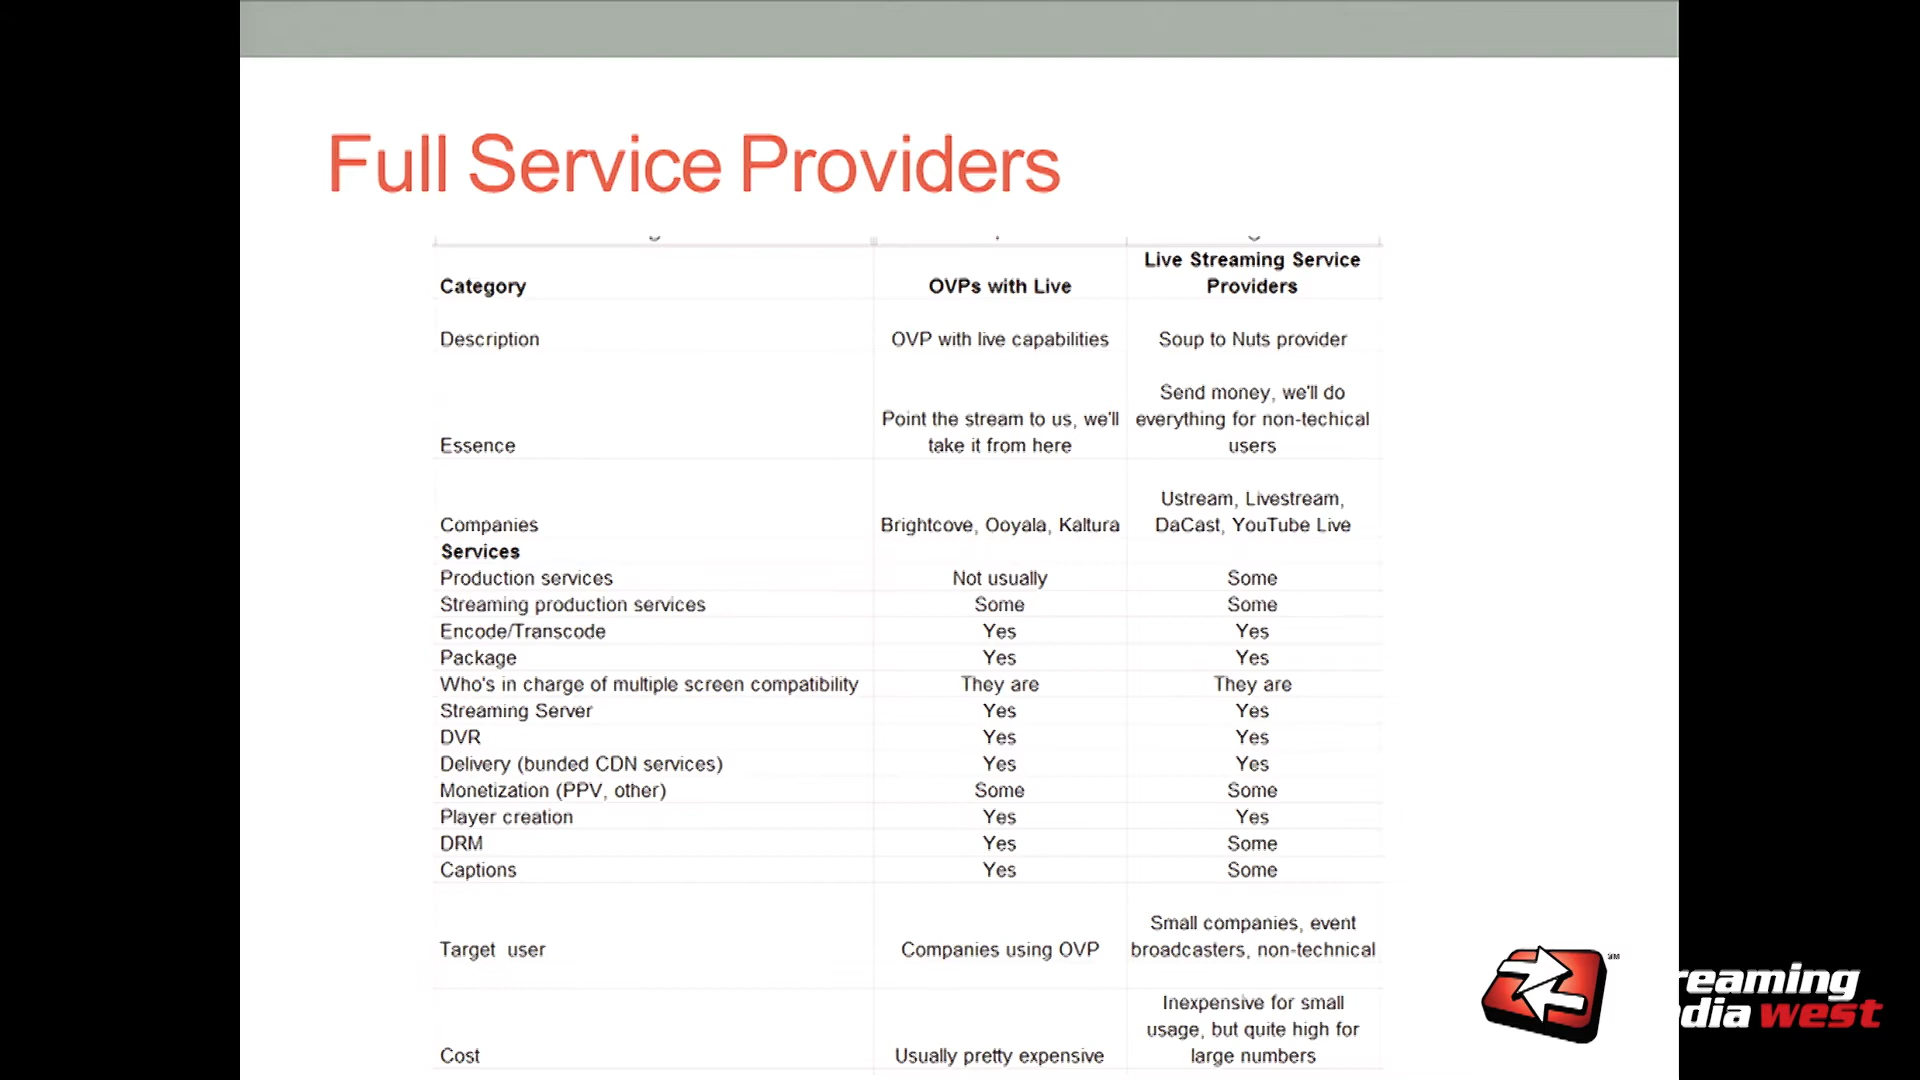 Full Service Providers
Category OVPs with Live Live Streaming Service Providers
Description OVP with live capabilities Soup to Nuts provider
Essence Point the stream to us, we'll take it from here Send money, we'll do everything for non-techical users
Companies Brightcove, Ooyala, Kaltura Ustream, Livestream, DaCast, YouTube Live
Services
Production services Not usually Some
Streaming production services Some Some
Encode/Transcode Yes Yes
Package Yes Yes
Who's in charge of multiple screen compatibility They are They are
Streaming Server Yes Yes
DVR Yes Yes
Delivery (bunded CDN services) Yes Yes
Monetization (PPV, other) Some Some
Player creation Yes Yes
DRM Yes Some
Captions Yes Some
Target user Companies using OVP Small companies, event broadcasters, non-technical
Cost Usually pretty expensive Inexpensive for small usage, but quite high for large numbers
SM
reaming
dia west